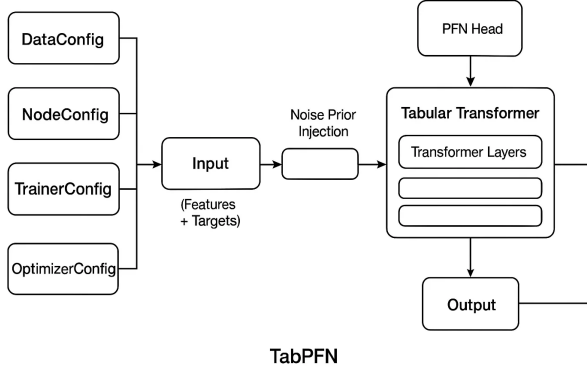 DataConfig
NodeConfig
TrainerConfig
OptimizerConfig
Input
(Features
+ Targets)
Noise Prior
Injection
PFN Head
Tabular Transformer
Transformer Layers
Output
TabPFN